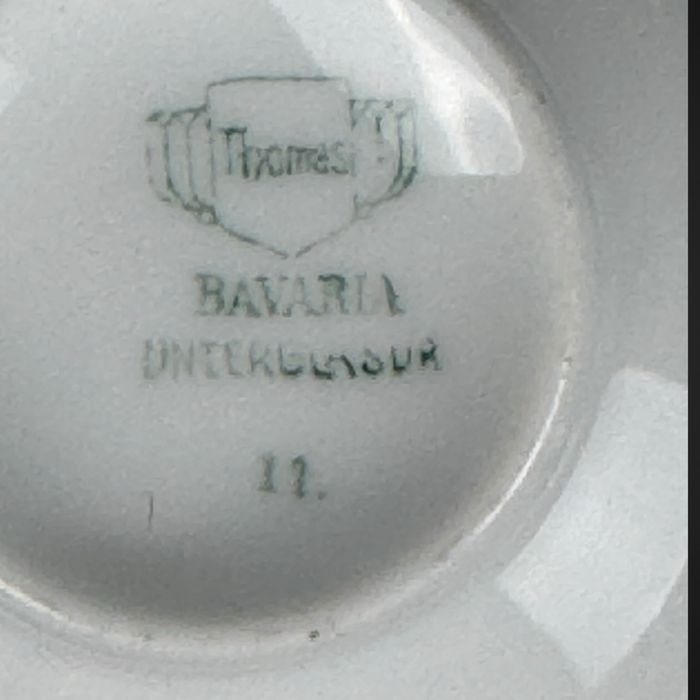 Thomas
BAVARIA
UNTERGLASUR
11.